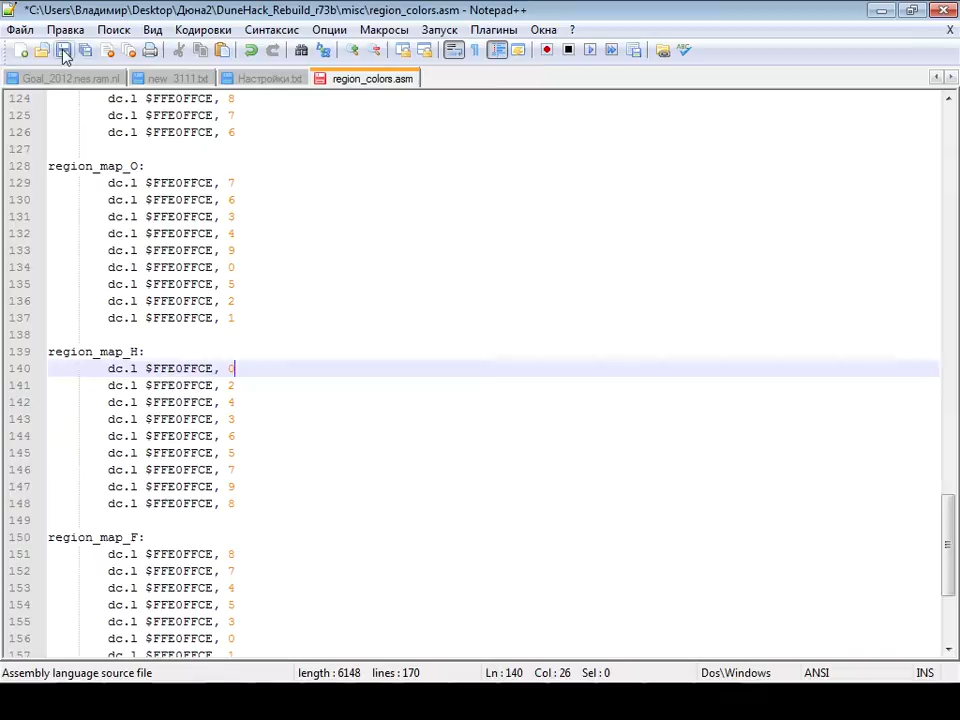 *C:\Users\Владимир\Desktop\Дюна2\DuneHack_Rebuild_r73b\misc\region_colors.asm - Notepad++
Файл Правка Поиск Вид Кодировки Синтаксис Опции Макросы Запуск Плагины Окна ? X
Goal_2012.nes.ram.nl new 3111.txt Настройки.txt region_colors.asm
124 dc.l $FFE0FFCE, 8
125 dc.l $FFE0FFCE, 7
126 dc.l $FFE0FFCE, 6
127
128 region_map_O:
129 dc.l $FFE0FFCE, 7
130 dc.l $FFE0FFCE, 6
131 dc.l $FFE0FFCE, 3
132 dc.l $FFE0FFCE, 4
133 dc.l $FFE0FFCE, 9
134 dc.l $FFE0FFCE, 0
135 dc.l $FFE0FFCE, 5
136 dc.l $FFE0FFCE, 2
137 dc.l $FFE0FFCE, 1
138
139 region_map_H:
140 dc.l $FFE0FFCE, 0
141 dc.l $FFE0FFCE, 2
142 dc.l $FFE0FFCE, 4
143 dc.l $FFE0FFCE, 3
144 dc.l $FFE0FFCE, 6
145 dc.l $FFE0FFCE, 5
146 dc.l $FFE0FFCE, 7
147 dc.l $FFE0FFCE, 9
148 dc.l $FFE0FFCE, 8
149
150 region_map_F:
151 dc.l $FFE0FFCE, 8
152 dc.l $FFE0FFCE, 7
153 dc.l $FFE0FFCE, 4
154 dc.l $FFE0FFCE, 5
155 dc.l $FFE0FFCE, 3
156 dc.l $FFE0FFCE, 0
157 dc.l $FFE0FFCE, 1
Assembly language source file length : 6148 lines : 170 Ln : 140 Col : 26 Sel : 0 Dos\Windows ANSI INS